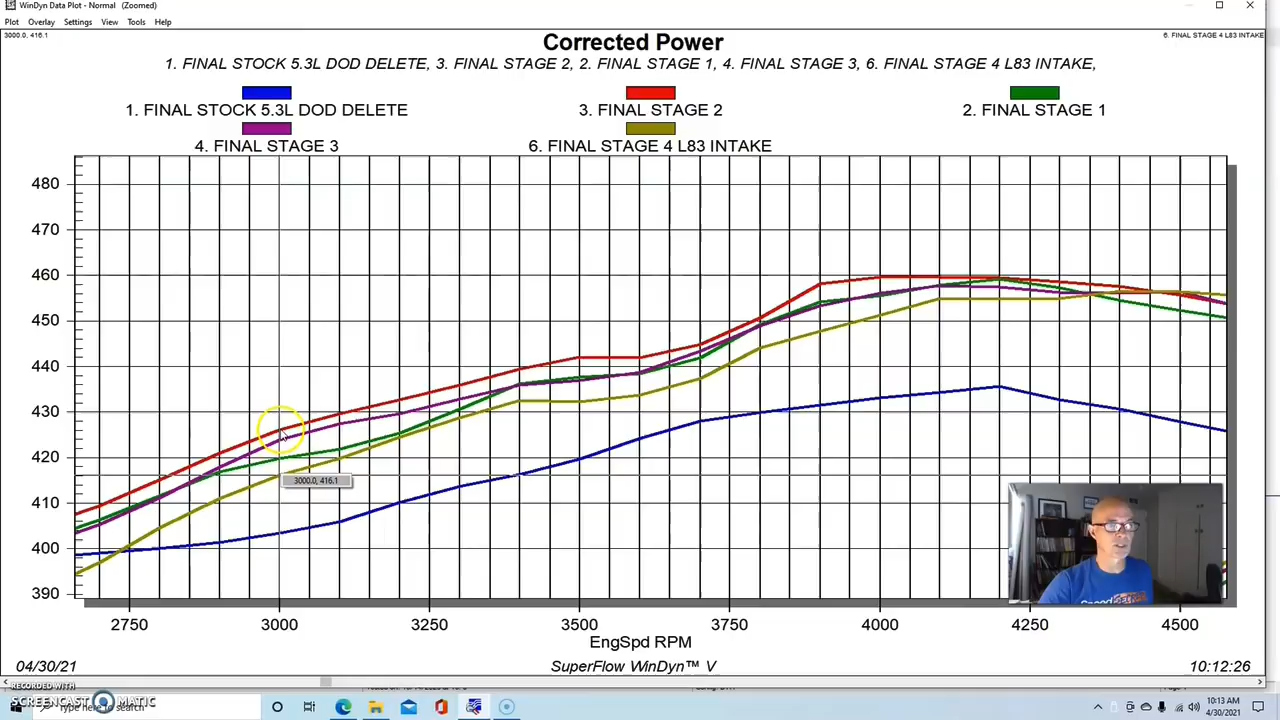 WinDyn Data Plot - Normal (Zoomed)
Plot Overlay Settings View Tools Help
3000.0, 416.1
6. FINAL STAGE 4 L83 INTAKE
Corrected Power
1. FINAL STOCK 5.3L DOD DELETE, 3. FINAL STAGE 2, 2. FINAL STAGE 1, 4. FINAL STAGE 3, 6. FINAL STAGE 4 L83 INTAKE,
1. FINAL STOCK 5.3L DOD DELETE
3. FINAL STAGE 2
2. FINAL STAGE 1
4. FINAL STAGE 3
6. FINAL STAGE 4 L83 INTAKE
480
470
460
450
440
430
420
410
400
390
3000.0, 416.1
2750 3000 3250 3500 3750 4000 4250 4500
EngSpd RPM
04/30/21
SuperFlow WinDyn™ V
10:12:26
RECORDED WITH
SCREENCAST MATIC
Type here to search
10:13 AM
4/30/2021